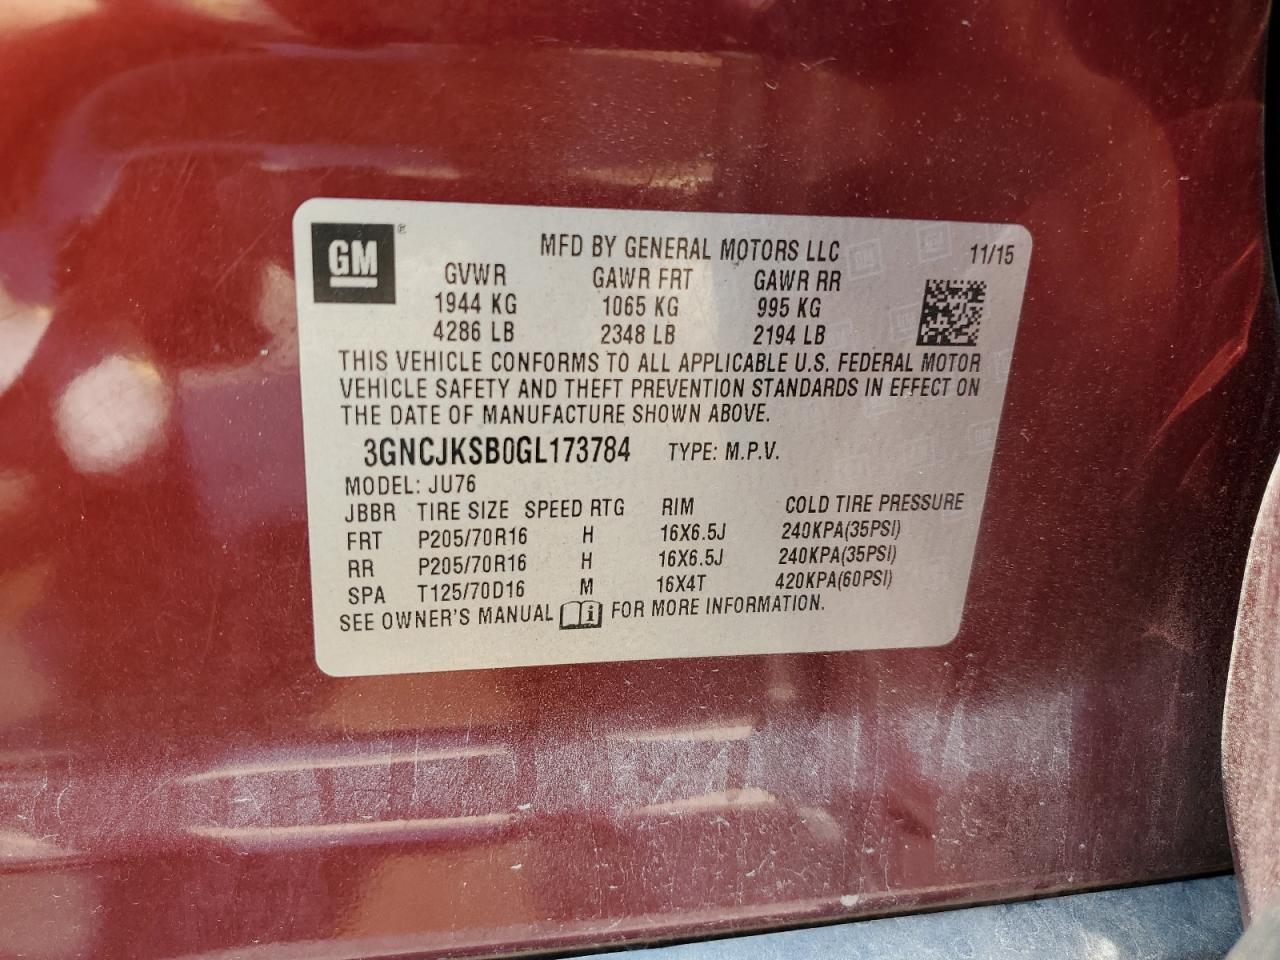 GM ® MFD BY GENERAL MOTORS LLC 11/15
GVWR GAWR FRT GAWR RR
1944 KG 1065 KG 995 KG
4286 LB 2348 LB 2194 LB
THIS VEHICLE CONFORMS TO ALL APPLICABLE U.S. FEDERAL MOTOR
VEHICLE SAFETY AND THEFT PREVENTION STANDARDS IN EFFECT ON
THE DATE OF MANUFACTURE SHOWN ABOVE.
3GNCJKSB0GL173784 TYPE: M.P.V.
MODEL: JU76
JBBR TIRE SIZE SPEED RTG RIM COLD TIRE PRESSURE
FRT P205/70R16 H 16X6.5J 240KPA(35PSI)
RR P205/70R16 H 16X6.5J 240KPA(35PSI)
SPA T125/70D16 M 16X4T 420KPA(60PSI)
SEE OWNER'S MANUAL i FOR MORE INFORMATION.